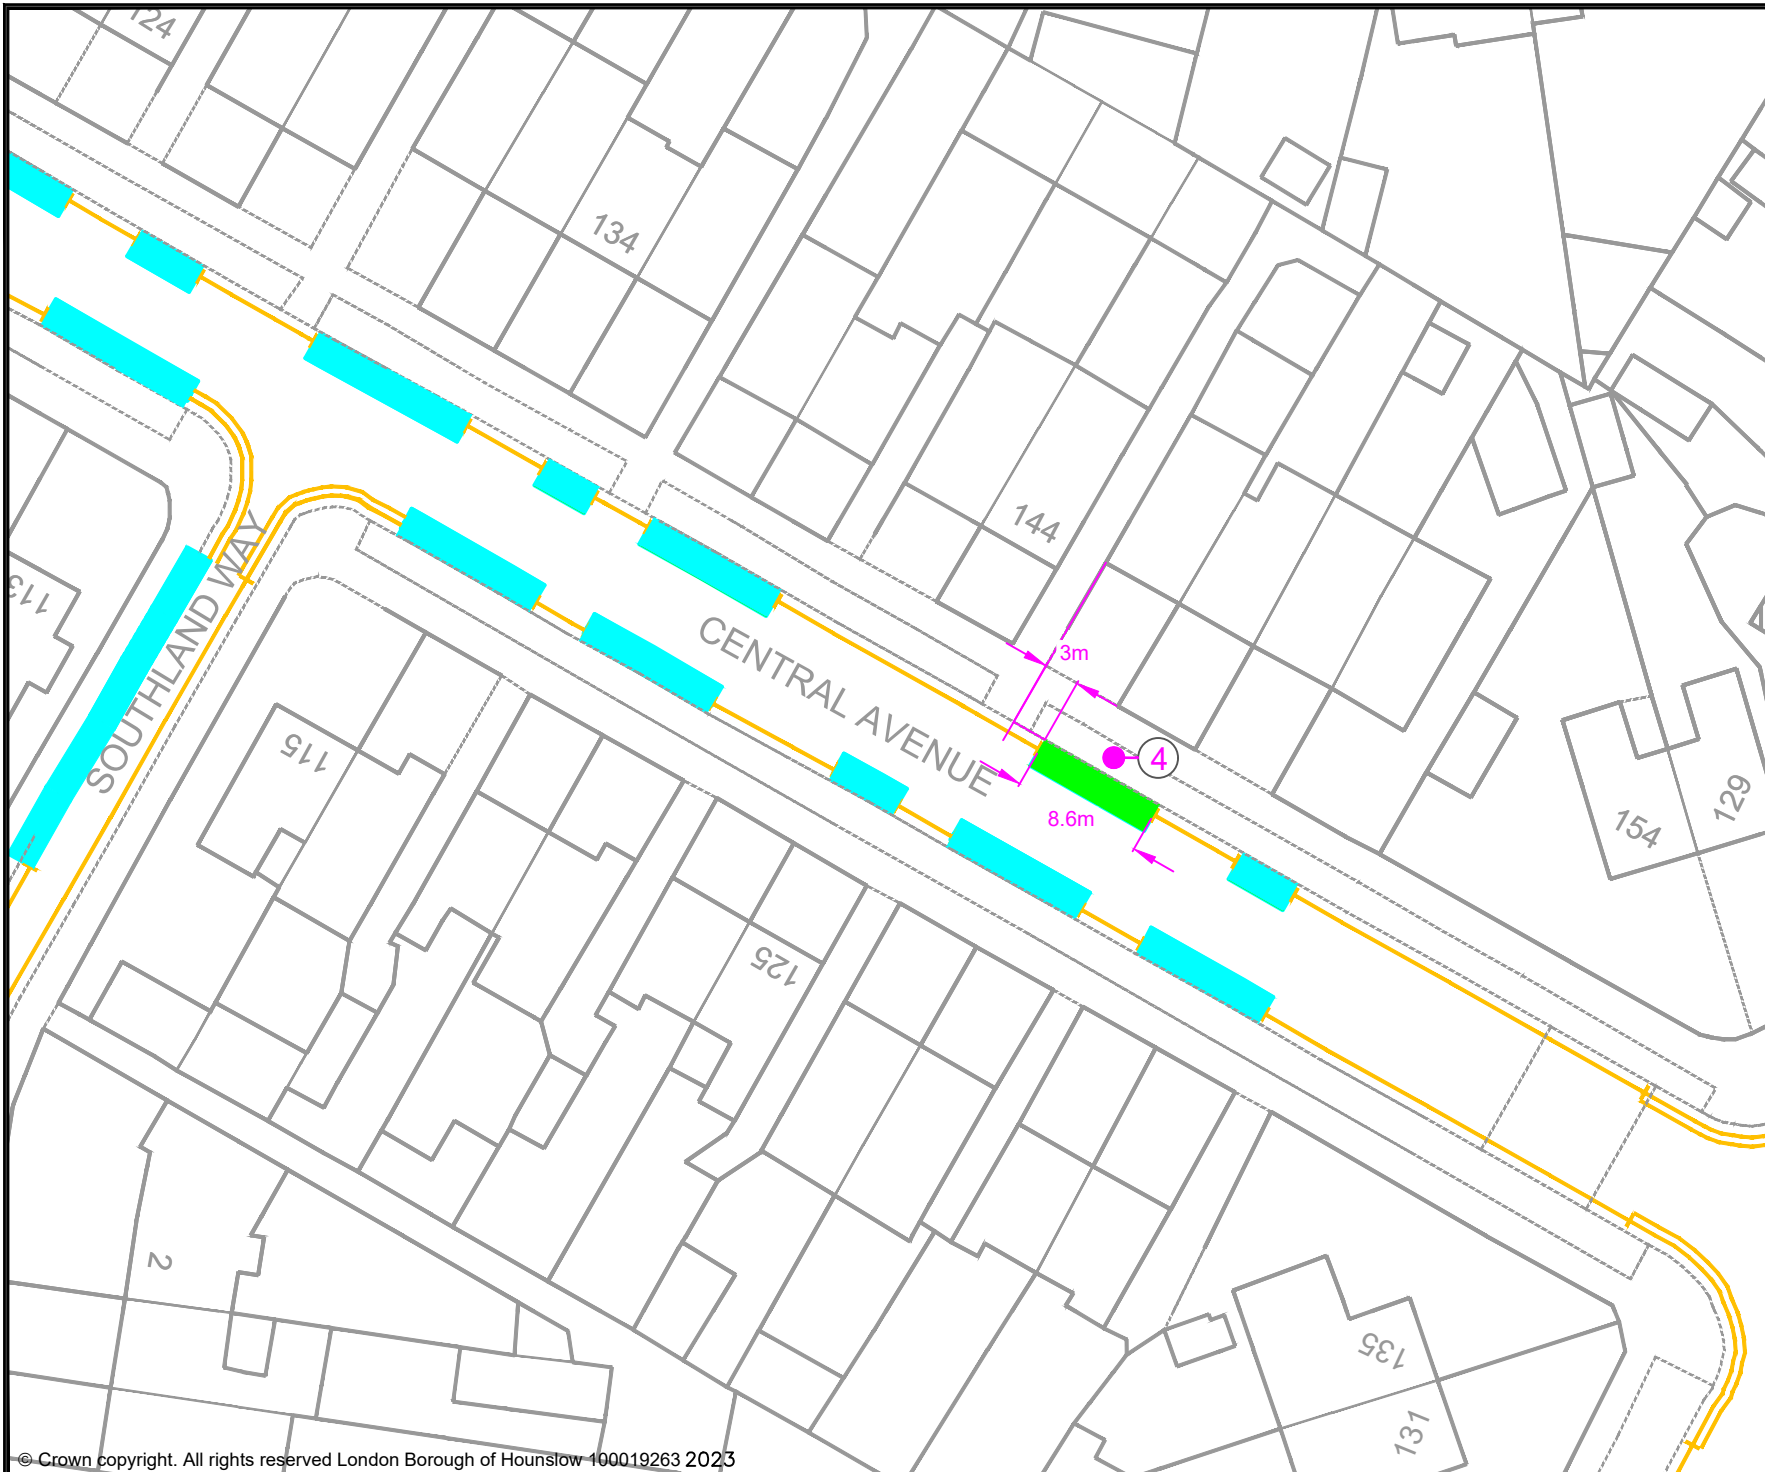 124
134
144
3m
CENTRAL AVENUE
4
8.6m
SOUTHLAND WAY
113
115
125
154
129
2
135
131
© Crown copyright. All rights reserved London Borough of Hounslow 100019263 2023